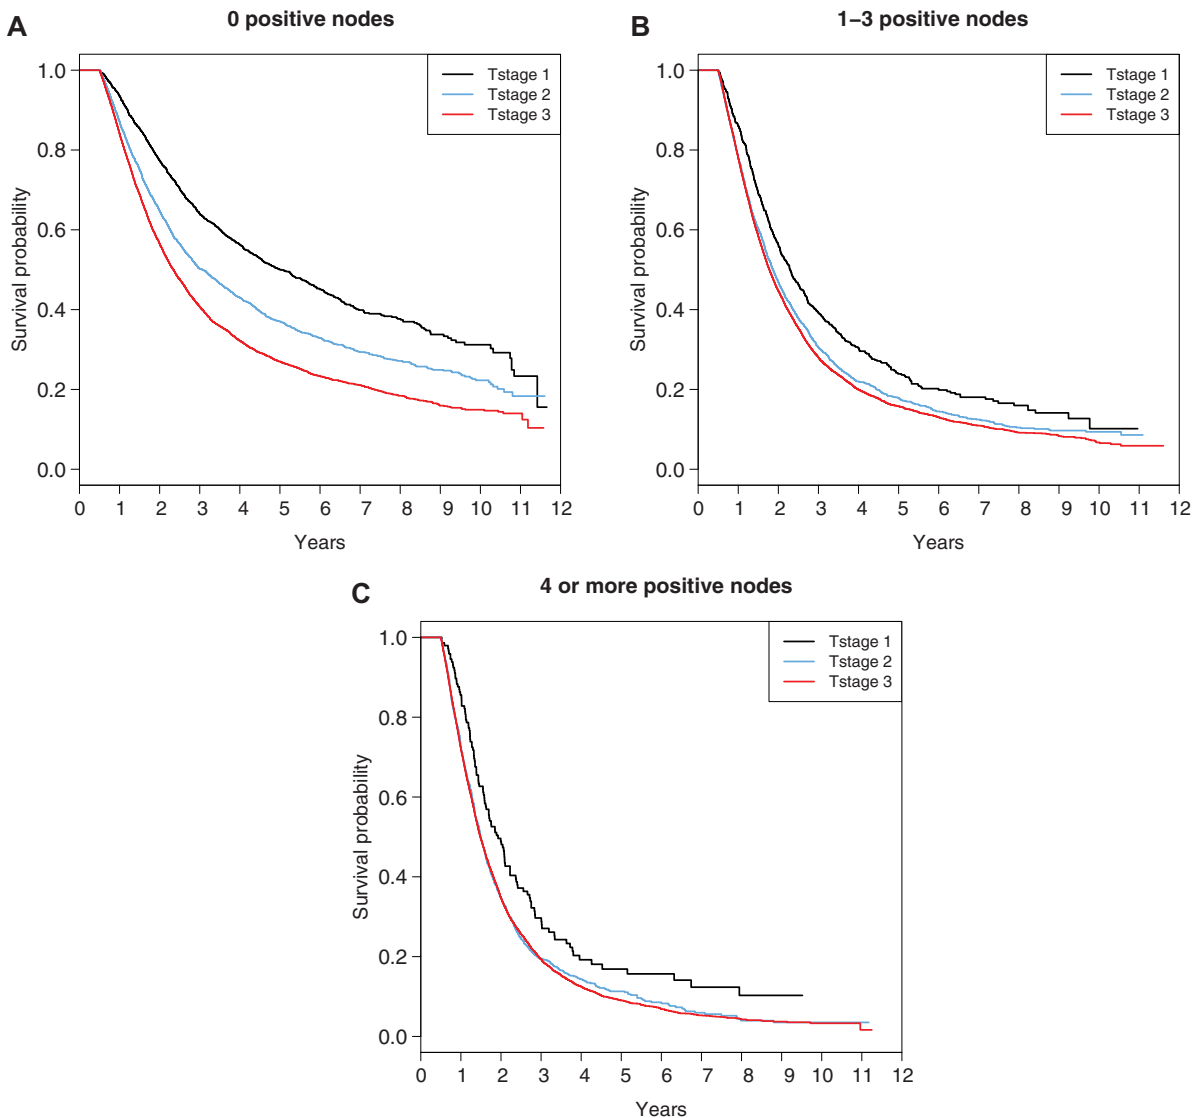 A
0 positive nodes
1.0
0.8
0.6
0.4
0.2
0.0
Survival probability
Tstage 1
Tstage 2
Tstage 3
0 1 2 3 4 5 6 7 8 9 10 11 12
Years
B
1–3 positive nodes
1.0
0.8
0.6
0.4
0.2
0.0
Survival probability
Tstage 1
Tstage 2
Tstage 3
0 1 2 3 4 5 6 7 8 9 10 11 12
Years
C
4 or more positive nodes
1.0
0.8
0.6
0.4
0.2
0.0
Survival probability
Tstage 1
Tstage 2
Tstage 3
0 1 2 3 4 5 6 7 8 9 10 11 12
Years